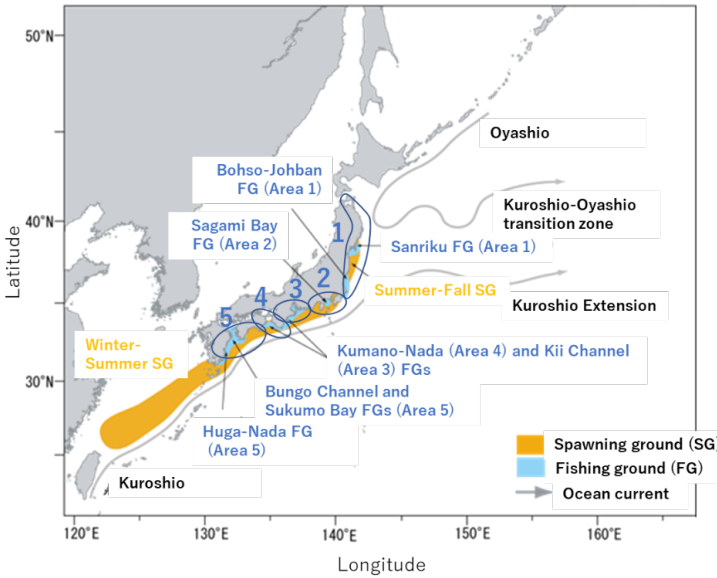 50°N
40°N
30°N
Latitude
Oyashio
Bohso-Johban
FG (Area 1)
Kuroshio-Oyashio
transition zone
Sagami Bay
FG (Area 2)
1
Sanriku FG (Area 1)
2
3
4
5
Summer-Fall SG
Kuroshio Extension
Winter-
Summer SG
Kumano-Nada (Area 4) and Kii Channel
(Area 3) FGs
Bungo Channel and
Sukumo Bay FGs (Area 5)
Huga-Nada FG
(Area 5)
Kuroshio
Spawning ground (SG)
Fishing ground (FG)
Ocean current
120°E
130°E
140°E
150°E
160°E
Longitude